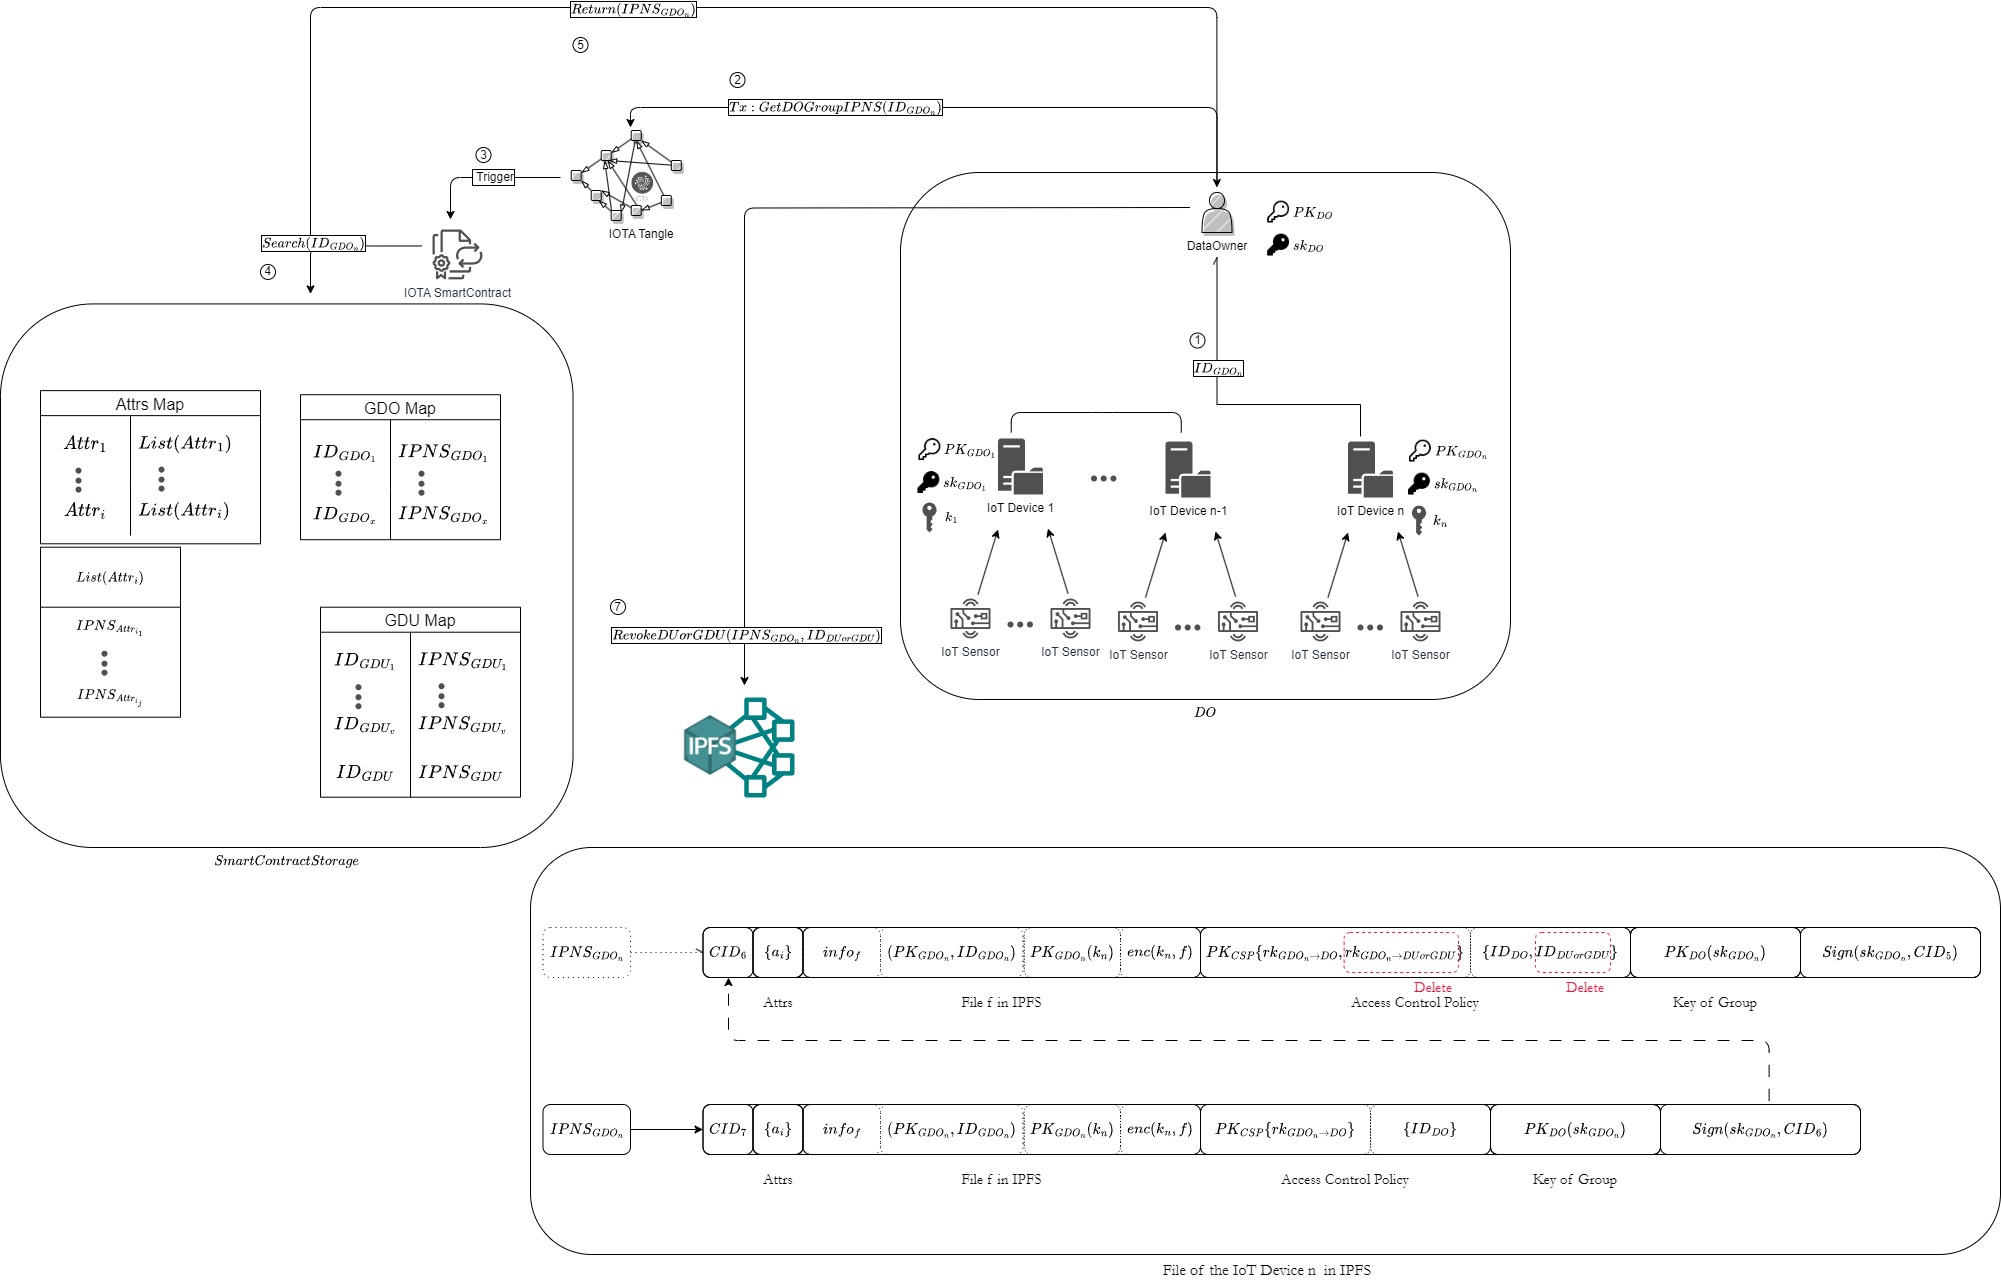 Return(IPNS_{GDO_n})
⑤
②
Tx : GetDOGroupIPNS(ID_{GDO_n})
③
Trigger
IOTA
IOTA Tangle
Search(ID_{GDO_n})
④
IOTA SmartContract
PK_{DO}
DataOwner
sk_{DO}
①
ID_{GDO_n}
Attrs Map
Attr_1 List(Attr_1)
Attr_i List(Attr_i)
List(Attr_i)
IPNS_{Attr_{i_1}}
IPNS_{Attr_{i_j}}
GDO Map
ID_{GDO_1} IPNS_{GDO_1}
ID_{GDO_x} IPNS_{GDO_x}
GDU Map
ID_{GDU_1} IPNS_{GDU_1}
ID_{GDU_v} IPNS_{GDU_v}
ID_{GDU} IPNS_{GDU}
SmartContractStorage
PK_{GDO_1}
sk_{GDO_1}
k_1
IoT Device 1
IoT Device n-1
IoT Device n
PK_{GDO_n}
sk_{GDO_n}
k_n
IoT Sensor IoT Sensor IoT Sensor IoT Sensor IoT Sensor IoT Sensor
DO
⑦
RevokeDUorGDU(IPNS_{GDO_n}, ID_{DUorGDU})
IPFS
IPNS_{GDO_n} CID_6 {a_i} info_f (PK_{GDO_n}, ID_{GDO_n}) PK_{GDO_n}(k_n) enc(k_n, f) PK_{CSP}{rk_{GDO_n→DO}, rk_{GDO_n→DUorGDU}} {ID_{DO}, ID_{DUorGDU}} PK_{DO}(sk_{GDO_n}) Sign(sk_{GDO_n}, CID_5)
Delete Delete
Attrs File f in IPFS Access Control Policy Key of Group
IPNS_{GDO_n} CID_7 {a_i} info_f (PK_{GDO_n}, ID_{GDO_n}) PK_{GDO_n}(k_n) enc(k_n, f) PK_{CSP}{rk_{GDO_n→DO}} {ID_{DO}} PK_{DO}(sk_{GDO_n}) Sign(sk_{GDO_n}, CID_6)
Attrs File f in IPFS Access Control Policy Key of Group
File of the IoT Device n in IPFS